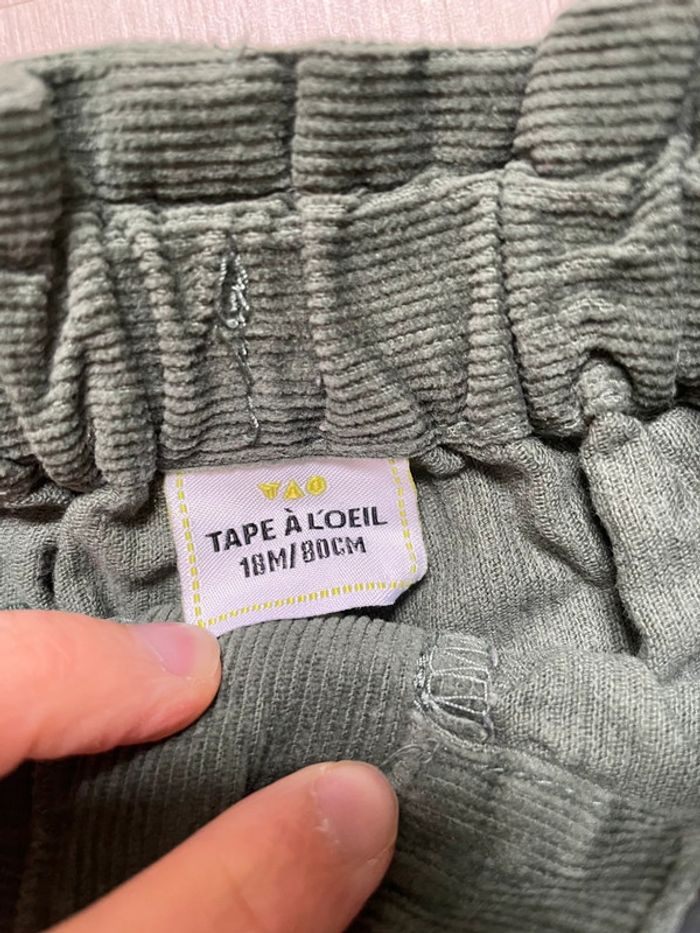 TAO
TAPE À L'OEIL
18M/80CM